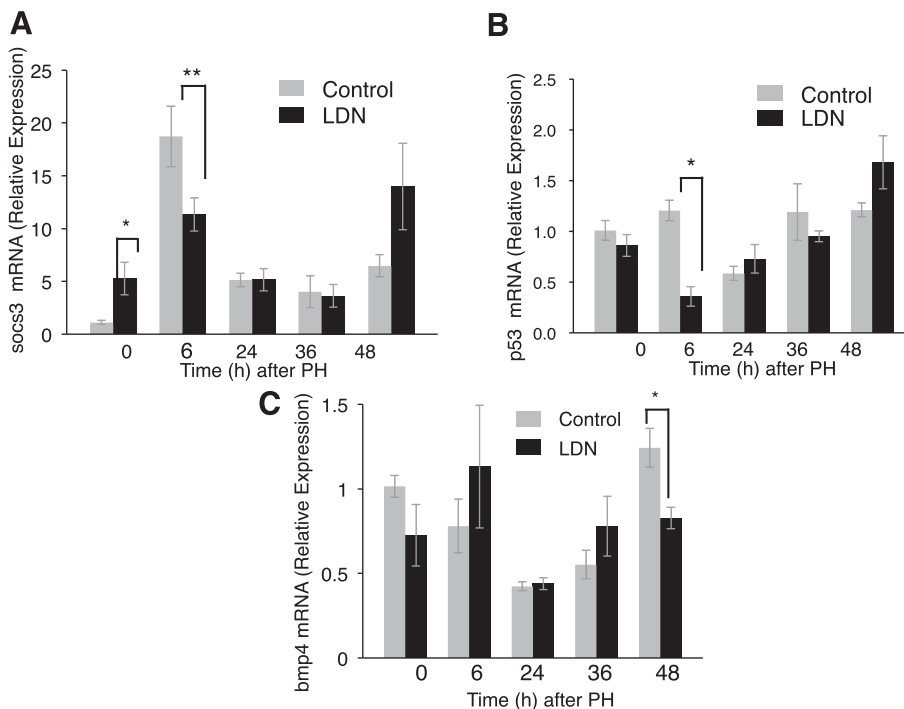 A
socs3 mRNA (Relative Expression)
25
20
15
10
5
0
*
**
Control
LDN
0 6 24 36 48
Time (h) after PH
B
p53 mRNA (Relative Expression)
2.5
2.0
1.5
1.0
0.5
0.0
*
Control
LDN
0 6 24 36 48
Time (h) after PH
C
bmp4 mRNA (Relative Expression)
1.5
1
0.5
0
*
Control
LDN
0 6 24 36 48
Time (h) after PH